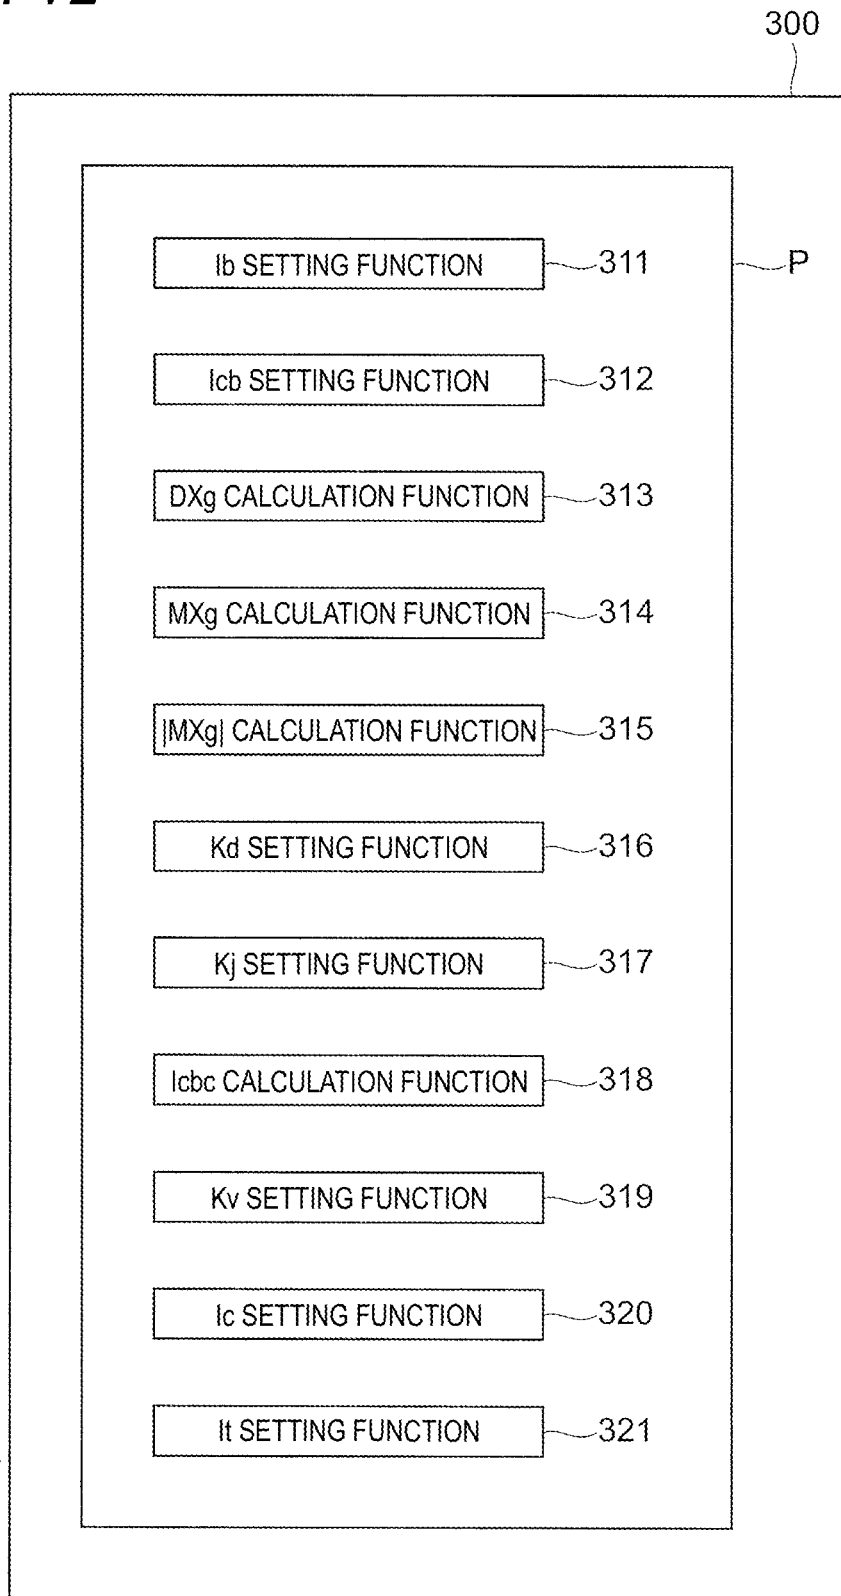 300
Ib SETTING FUNCTION 311 P
Icb SETTING FUNCTION 312
DXg CALCULATION FUNCTION 313
MXg CALCULATION FUNCTION 314
|MXg| CALCULATION FUNCTION 315
Kd SETTING FUNCTION 316
Kj SETTING FUNCTION 317
Icbc CALCULATION FUNCTION 318
Kv SETTING FUNCTION 319
Ic SETTING FUNCTION 320
It SETTING FUNCTION 321